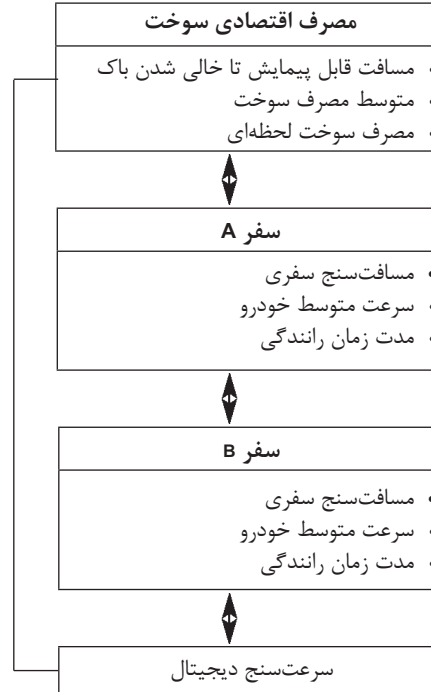 مصرف اقتصادی سوخت
• مسافت قابل پیمایش تا خالی شدن باک
• متوسط مصرف سوخت
• مصرف سوخت لحظه‌ای
سفر A
• مسافت‌سنج سفری
• سرعت متوسط خودرو
• مدت زمان رانندگی
سفر B
• مسافت‌سنج سفری
• سرعت متوسط خودرو
• مدت زمان رانندگی
سرعت‌سنج دیجیتال